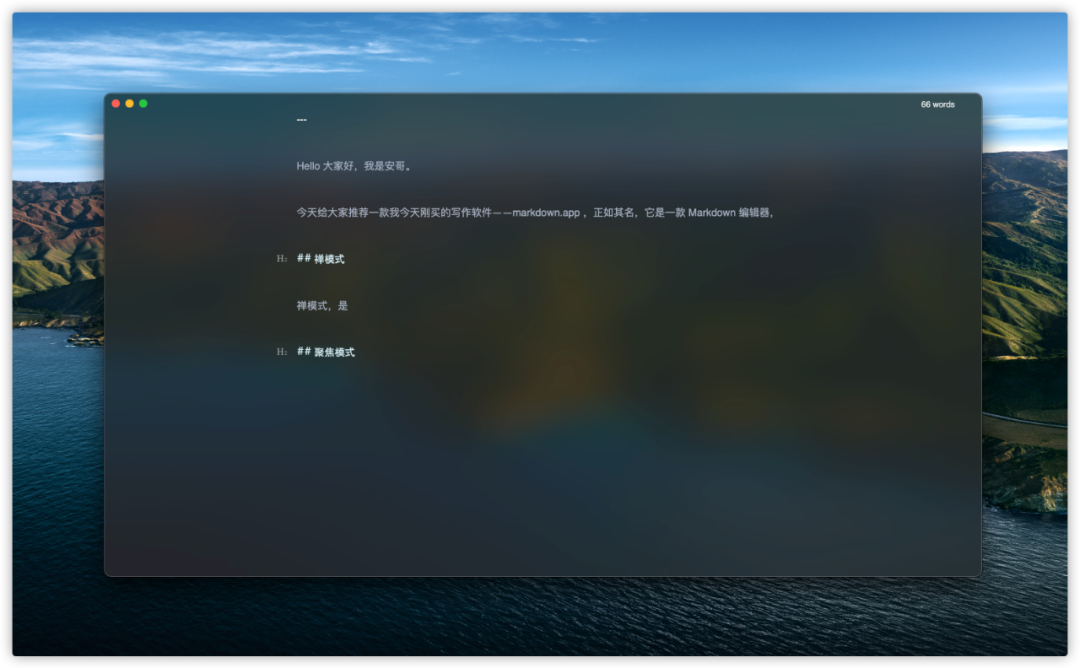 66 words
---
Hello 大家好，我是安哥。
今天给大家推荐一款我今天刚买的写作软件——markdown.app ，正如其名，它是一款 Markdown 编辑器，
H₂ ## 禅模式
禅模式，是
H₂ ## 聚焦模式